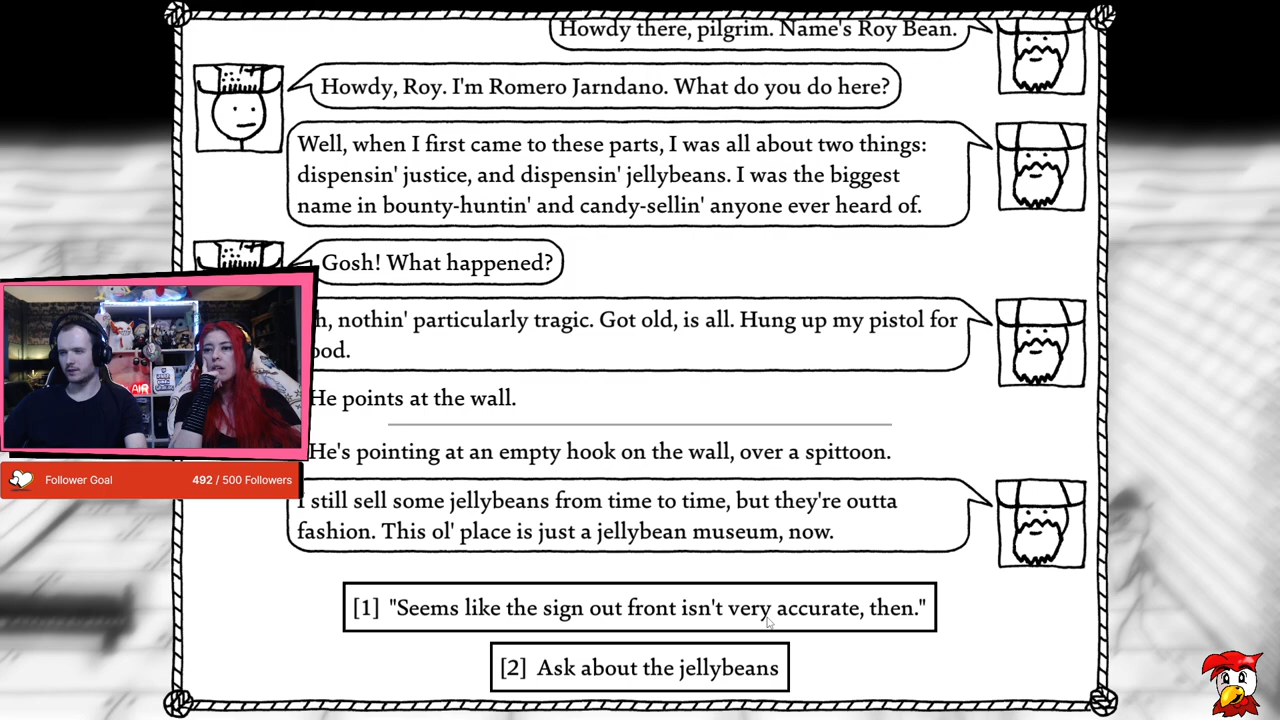 Howdy there, pilgrim. Name's Roy Bean.
Howdy, Roy. I'm Romero Jarndano. What do you do here?
Well, when I first came to these parts, I was all about two things:
dispensin' justice, and dispensin' jellybeans. I was the biggest
name in bounty-huntin' and candy-sellin' anyone ever heard of.
Gosh! What happened?
h, nothin' particularly tragic. Got old, is all. Hung up my pistol for
ood.
He points at the wall.
He's pointing at an empty hook on the wall, over a spittoon.
I still sell some jellybeans from time to time, but they're outta
fashion. This ol' place is just a jellybean museum, now.
[1] "Seems like the sign out front isn't very accurate, then."
[2] Ask about the jellybeans
AIR
Follower Goal 492 / 500 Followers